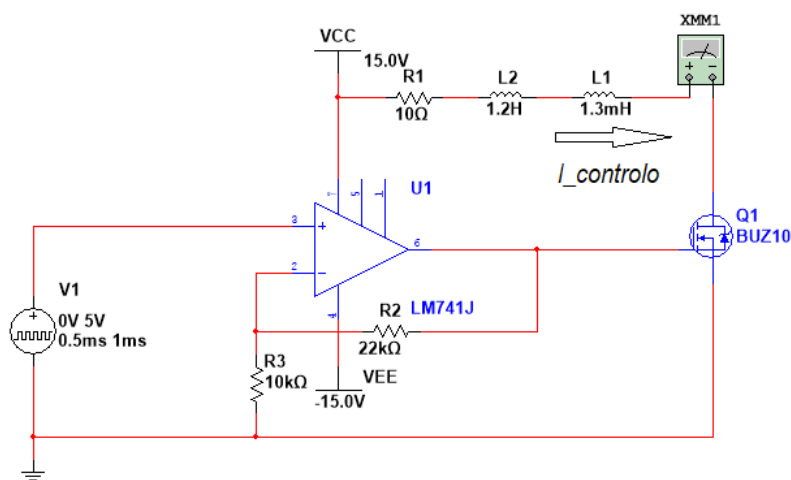 XMM1
VCC
15.0V
R1
10Ω
L2
1.2H
L1
1.3mH
+ −
I_controlo
U1
7 5 1
3
+
2
−
6
4
LM741J
Q1
BUZ10
V1
+
0V 5V
0.5ms 1ms
R2
22kΩ
R3
10kΩ
VEE
-15.0V